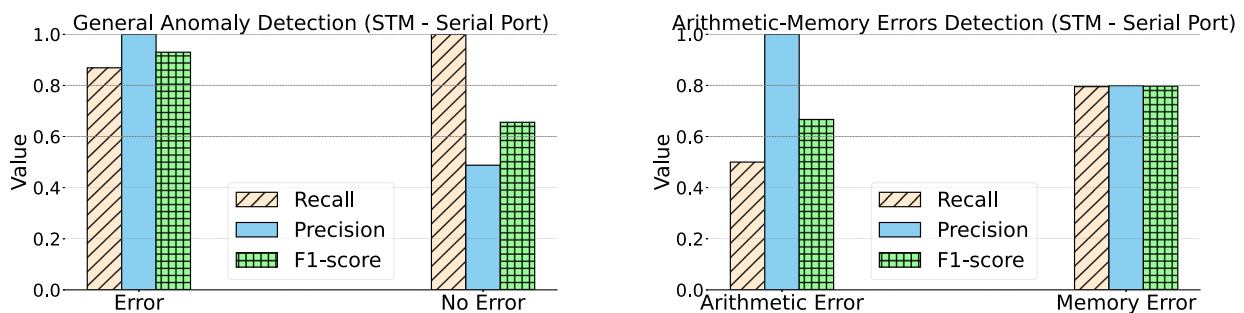 General Anomaly Detection (STM - Serial Port)
1.0
0.8
0.6
0.4
0.2
0.0
Value
Recall
Precision
F1-score
Error
No Error
Arithmetic-Memory Errors Detection (STM - Serial Port)
1.0
0.8
0.6
0.4
0.2
0.0
Value
Recall
Precision
F1-score
Arithmetic Error
Memory Error